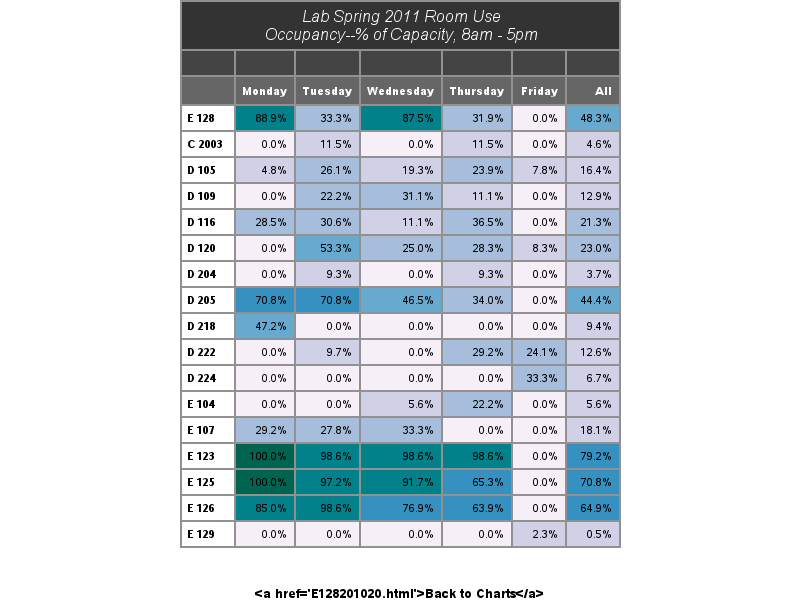 Lab Spring 2011 Room Use
Occupancy--% of Capacity, 8am - 5pm
Monday Tuesday Wednesday Thursday Friday All
E 128 88.9% 33.3% 87.5% 31.9% 0.0% 48.3%
C 2003 0.0% 11.5% 0.0% 11.5% 0.0% 4.6%
D 105 4.8% 26.1% 19.3% 23.9% 7.8% 16.4%
D 109 0.0% 22.2% 31.1% 11.1% 0.0% 12.9%
D 116 28.5% 30.6% 11.1% 36.5% 0.0% 21.3%
D 120 0.0% 53.3% 25.0% 28.3% 8.3% 23.0%
D 204 0.0% 9.3% 0.0% 9.3% 0.0% 3.7%
D 205 70.8% 70.8% 46.5% 34.0% 0.0% 44.4%
D 218 47.2% 0.0% 0.0% 0.0% 0.0% 9.4%
D 222 0.0% 9.7% 0.0% 29.2% 24.1% 12.6%
D 224 0.0% 0.0% 0.0% 0.0% 33.3% 6.7%
E 104 0.0% 0.0% 5.6% 22.2% 0.0% 5.6%
E 107 29.2% 27.8% 33.3% 0.0% 0.0% 18.1%
E 123 100.0% 98.6% 98.6% 98.6% 0.0% 79.2%
E 125 100.0% 97.2% 91.7% 65.3% 0.0% 70.8%
E 126 85.0% 98.6% 76.9% 63.9% 0.0% 64.9%
E 129 0.0% 0.0% 0.0% 0.0% 2.3% 0.5%
<a href='E128201020.html'>Back to Charts</a>